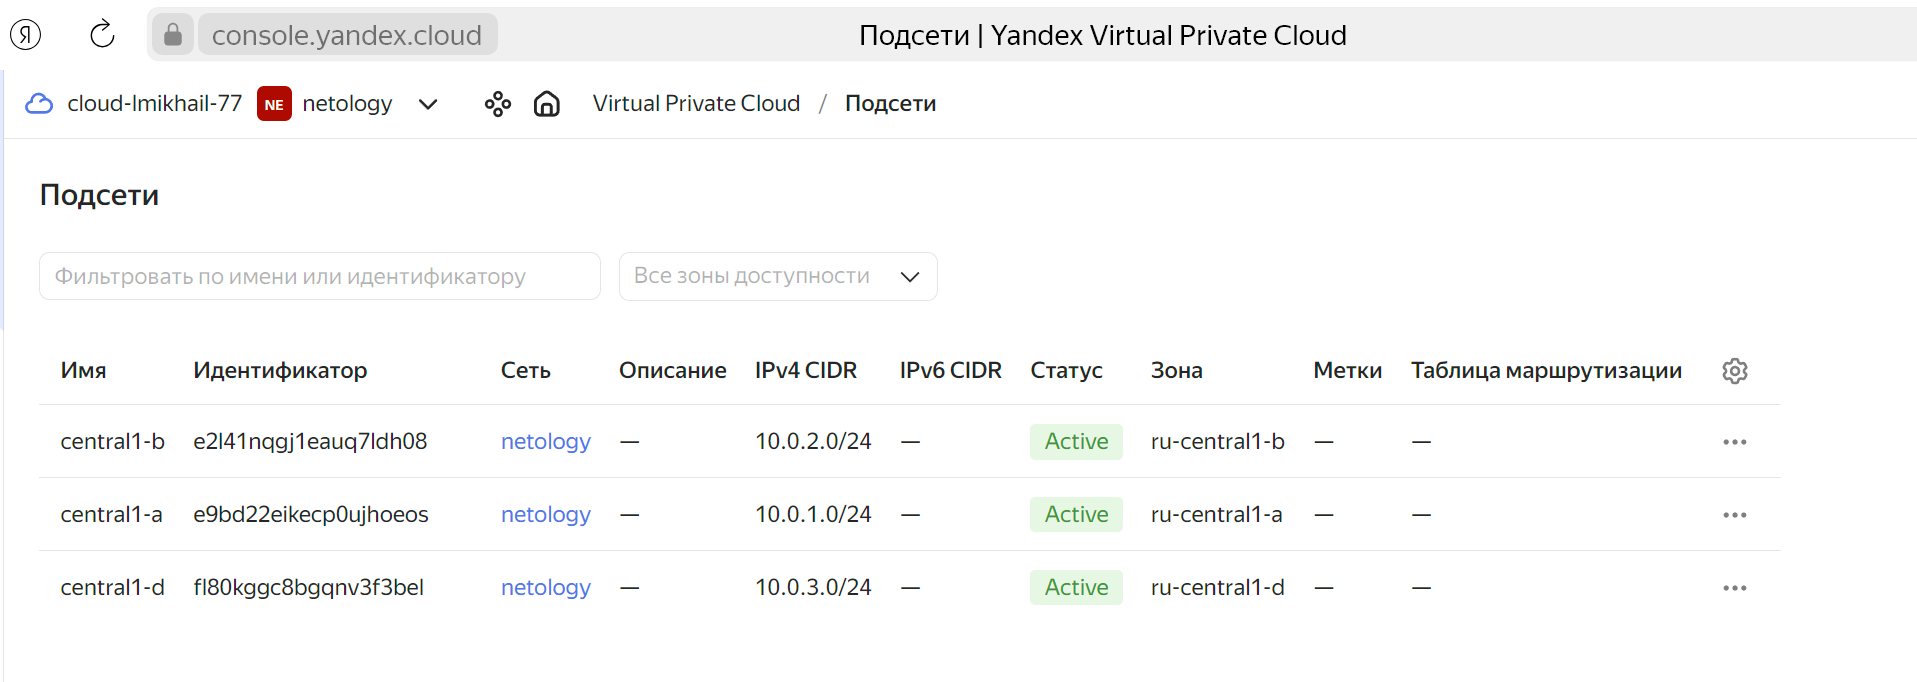 Я console.yandex.cloud Подсети | Yandex Virtual Private Cloud
cloud-lmikhail-77 NE netology Virtual Private Cloud / Подсети
Подсети
Фильтровать по имени или идентификатору Все зоны доступности
Имя Идентификатор Сеть Описание IPv4 CIDR IPv6 CIDR Статус Зона Метки Таблица маршрутизации
central1-b e2l41nqgj1eauq7ldh08 netology — 10.0.2.0/24 — Active ru-central1-b — —
central1-a e9bd22eikecp0ujhoeos netology — 10.0.1.0/24 — Active ru-central1-a — —
central1-d fl80kggc8bgqnv3f3bel netology — 10.0.3.0/24 — Active ru-central1-d — —